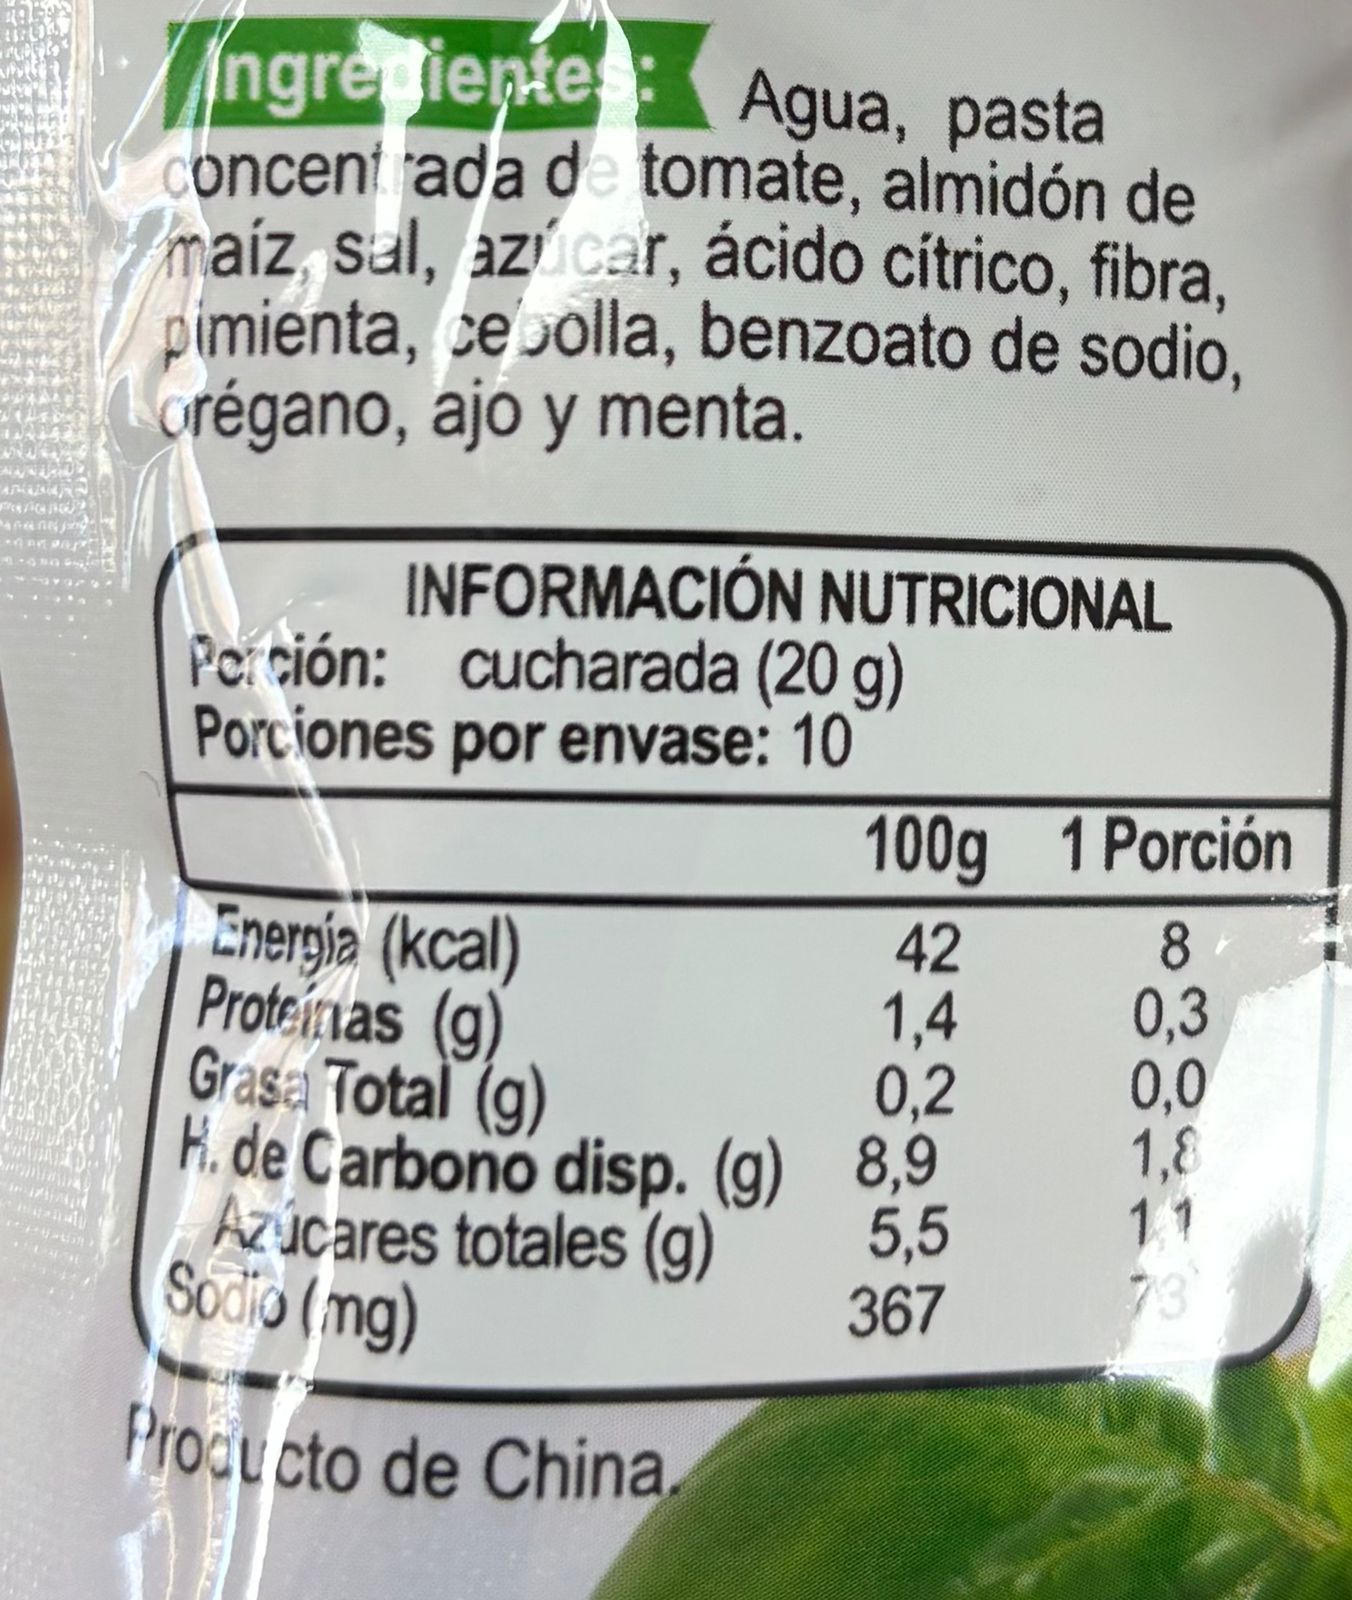 Ingredientes: Agua, pasta
concentrada de tomate, almidón de
maíz, sal, azúcar, ácido cítrico, fibra,
pimienta, cebolla, benzoato de sodio,
orégano, ajo y menta.
INFORMACIÓN NUTRICIONAL
Porción: cucharada (20 g)
Porciones por envase: 10
100g 1 Porción
Energía (kcal) 42 8
Proteínas (g) 1,4 0,3
Grasa Total (g) 0,2 0,0
H. de Carbono disp. (g) 8,9 1,8
Azúcares totales (g) 5,5 1,1
Sodio (mg) 367 73
Producto de China.